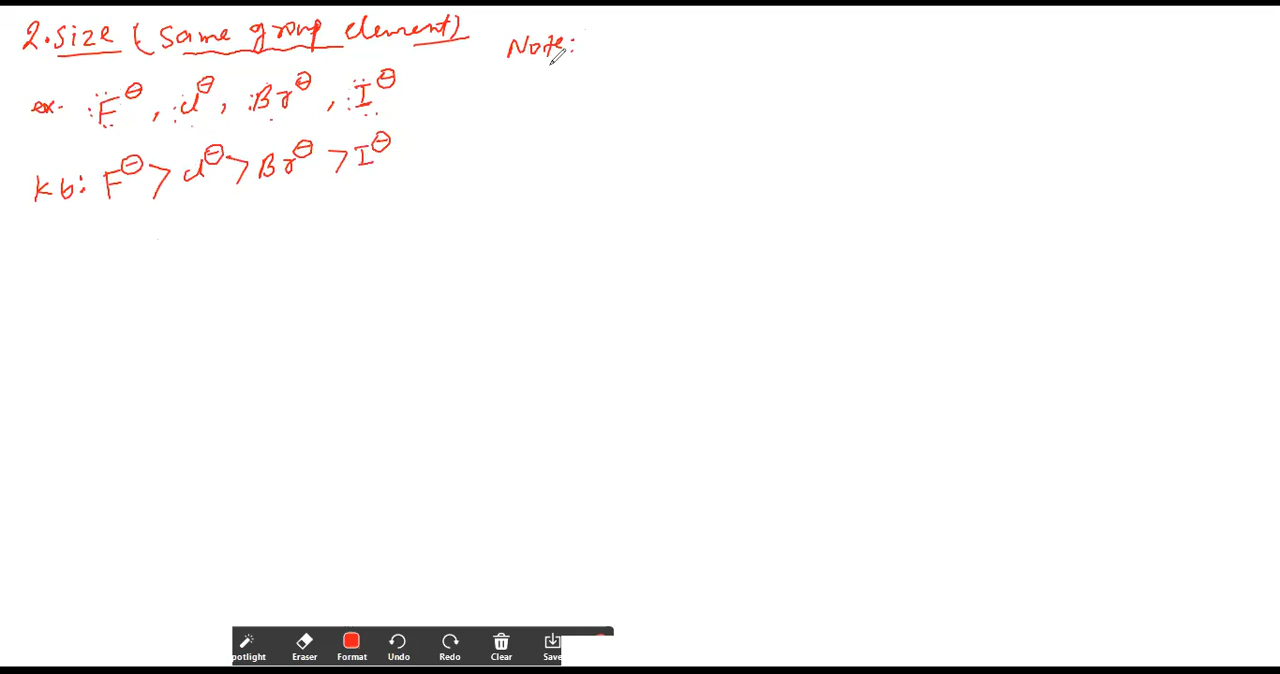 2. Size (Same group element)
ex- :F⊖, :Cl⊖, :Br⊖, :I⊖
Kb: F⊖ > Cl⊖ > Br⊖ > I⊖
Note:
potlight Eraser Format Undo Redo Clear Save